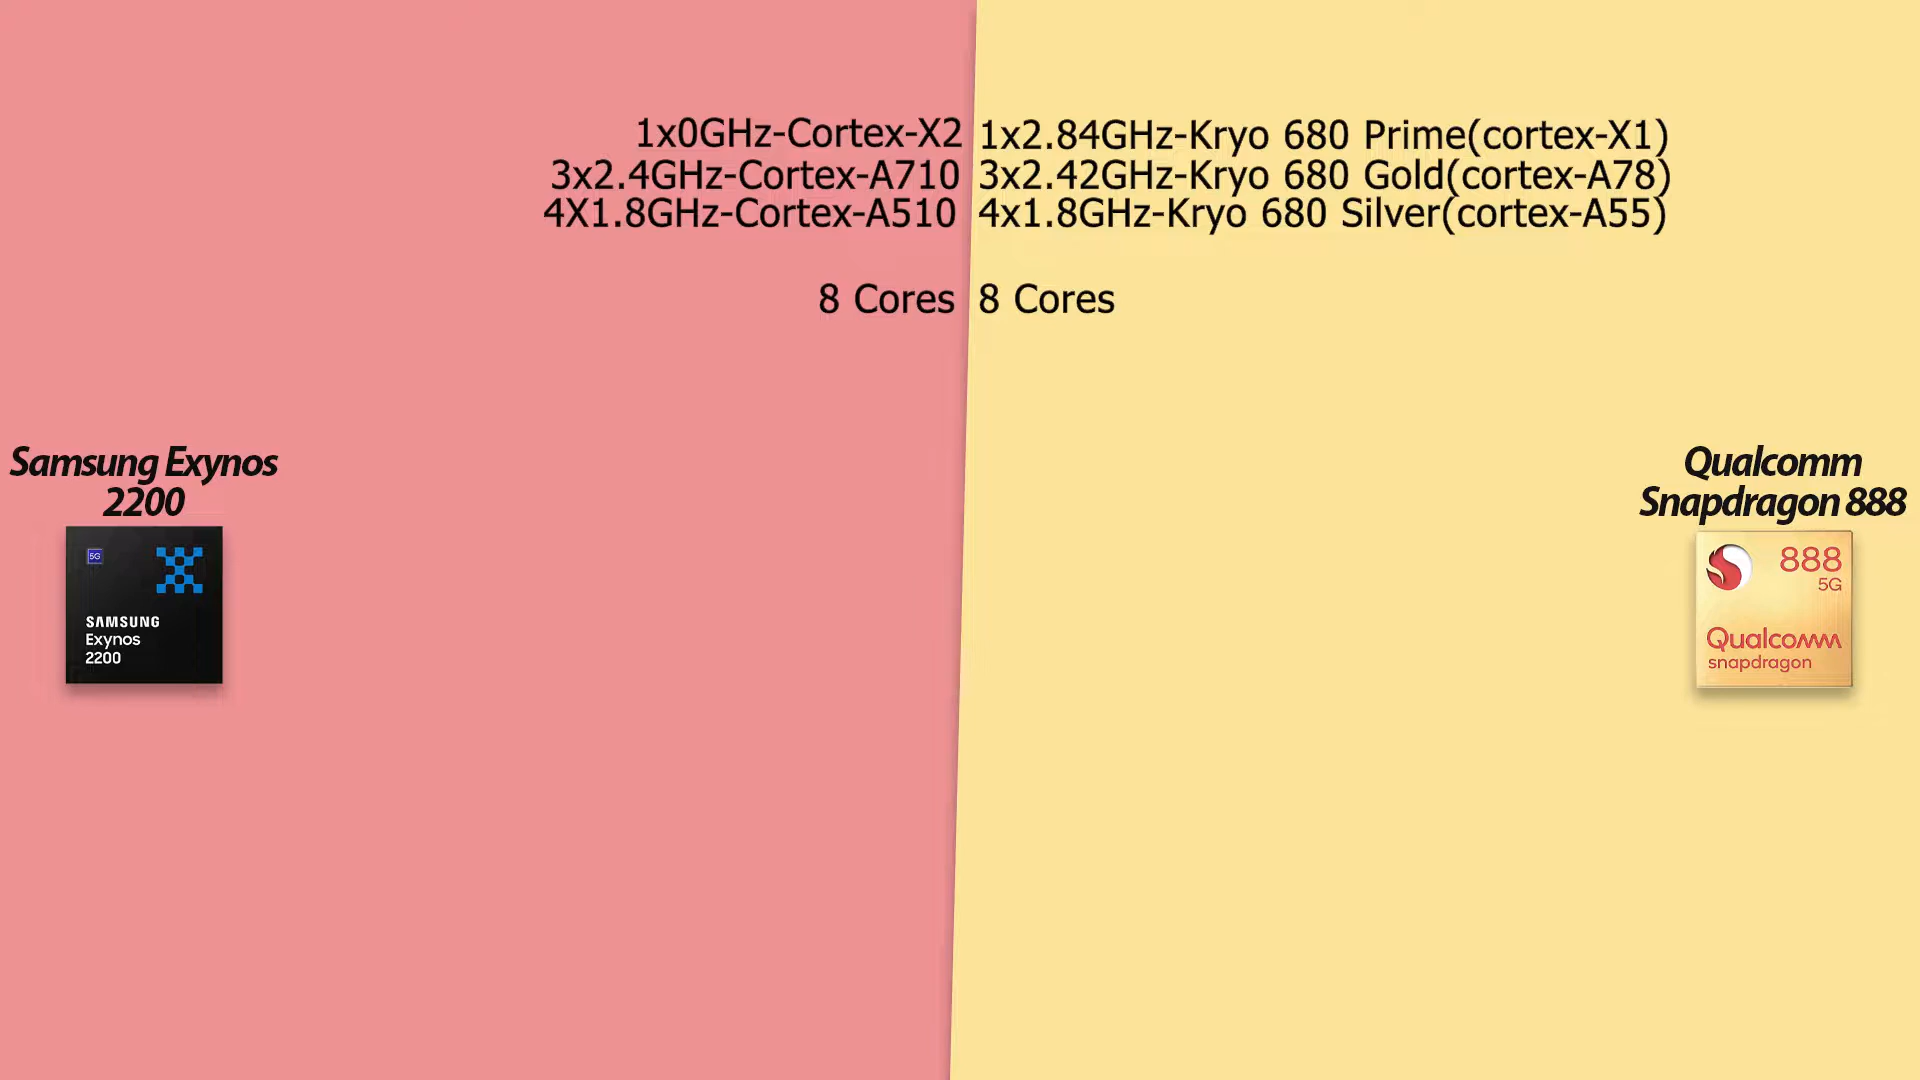 1x0GHz-Cortex-X2
3x2.4GHz-Cortex-A710
4X1.8GHz-Cortex-A510
8 Cores
1x2.84GHz-Kryo 680 Prime(cortex-X1)
3x2.42GHz-Kryo 680 Gold(cortex-A78)
4x1.8GHz-Kryo 680 Silver(cortex-A55)
8 Cores
Samsung Exynos
2200
5G
SAMSUNG
Exynos
2200
Qualcomm
Snapdragon 888
888
5G
Qualcomm
snapdragon